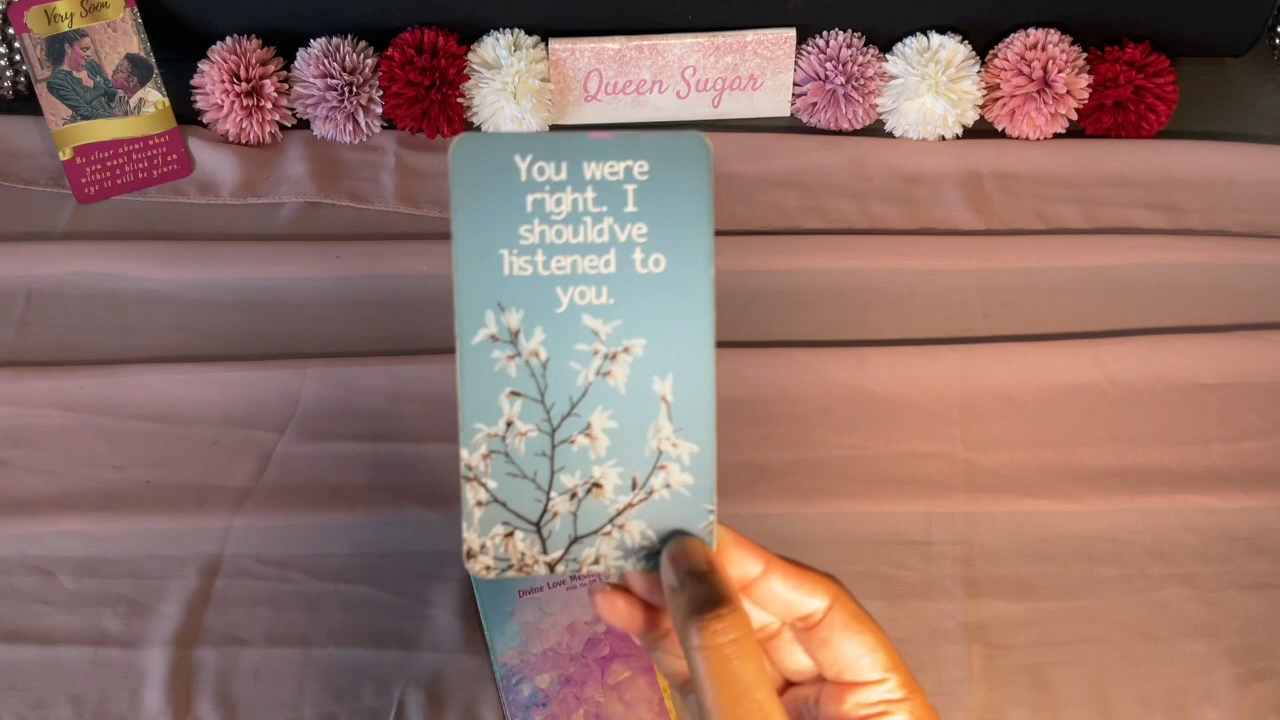 Very Soon
Be clear about what
you want because
within a blink of an
eye it will be yours.
Queen Sugar
You were
right. I
should've
listened to
you.
Divine Love